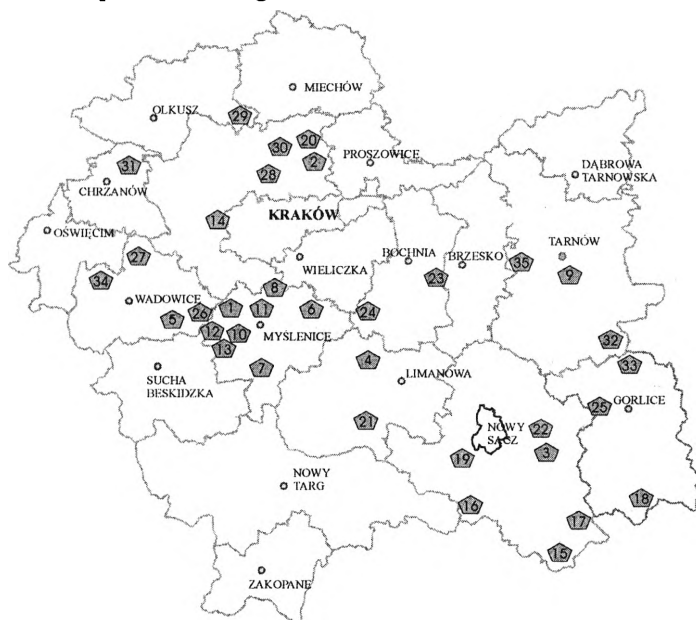 MIECHÓW
OLKUSZ
29
20
30
2
PROSZOWICE
31
28
DĄBROWA
TARNOWSKA
CHRZANÓW
14
KRAKÓW
OŚWIĘCIM
27
WIELICZKA
BOCHNIA
BRZESKO
TARNÓW
35
9
34
8
23
WADOWICE
5
26
1
11
6
24
12
10
MYŚLENICE
13
7
32
SUCHA
BESKIDZKA
4
LIMANOWA
33
25
GORLICE
21
NOWY
SĄCZ
22
3
19
NOWY
TARG
16
18
17
15
ZAKOPANE